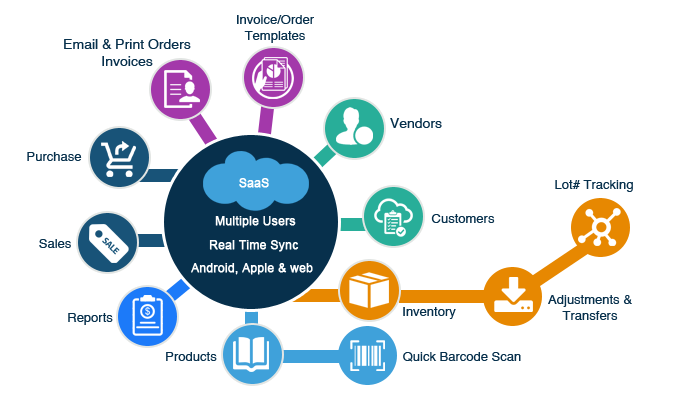 Invoice/Order
Templates
Email & Print Orders
Invoices
Vendors
Purchase
SaaS
Lot# Tracking
Multiple Users
Customers
Sales
SALE
Real Time Sync
Android, Apple & web
Reports
$
Inventory
Adjustments &
Transfers
Products
Quick Barcode Scan